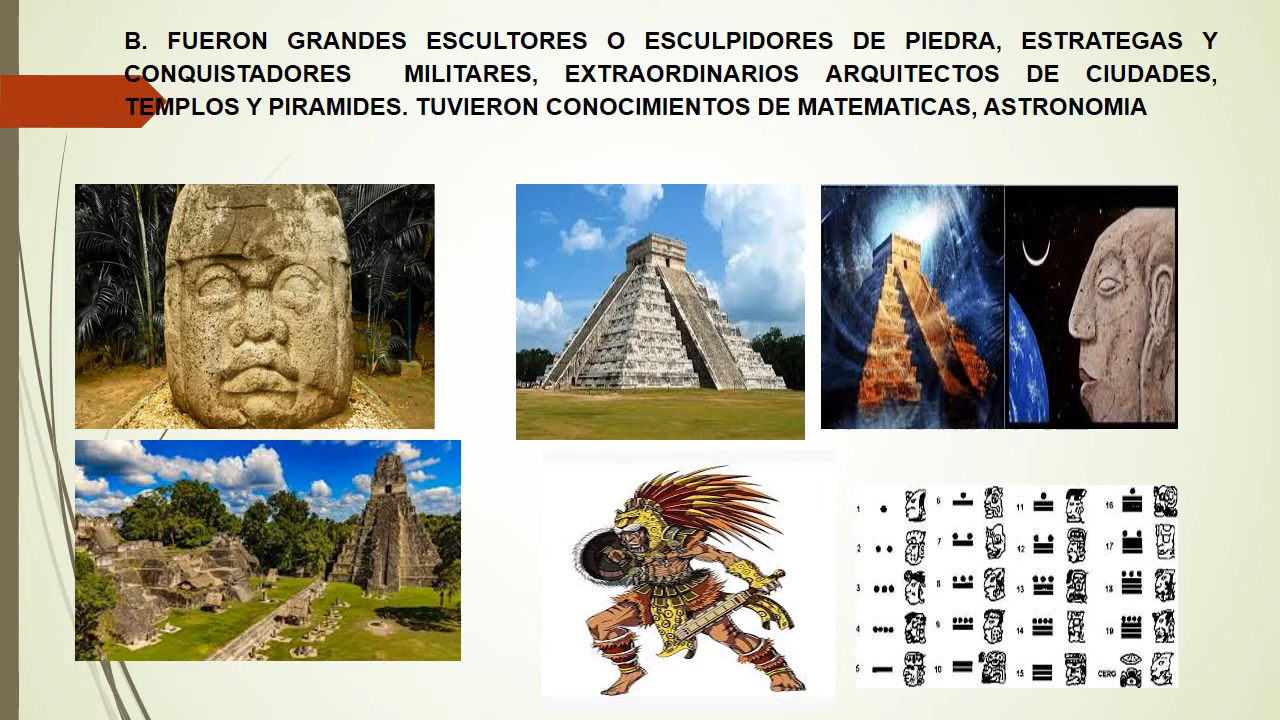 B. FUERON GRANDES ESCULTORES O ESCULPIDORES DE PIEDRA, ESTRATEGAS Y
CONQUISTADORES MILITARES, EXTRAORDINARIOS ARQUITECTOS DE CIUDADES,
TEMPLOS Y PIRAMIDES. TUVIERON CONOCIMIENTOS DE MATEMATICAS, ASTRONOMIA
1 6 11 16
2 7 12 17
3 8 13 18
4 9 14 19
5 10 15 CERO